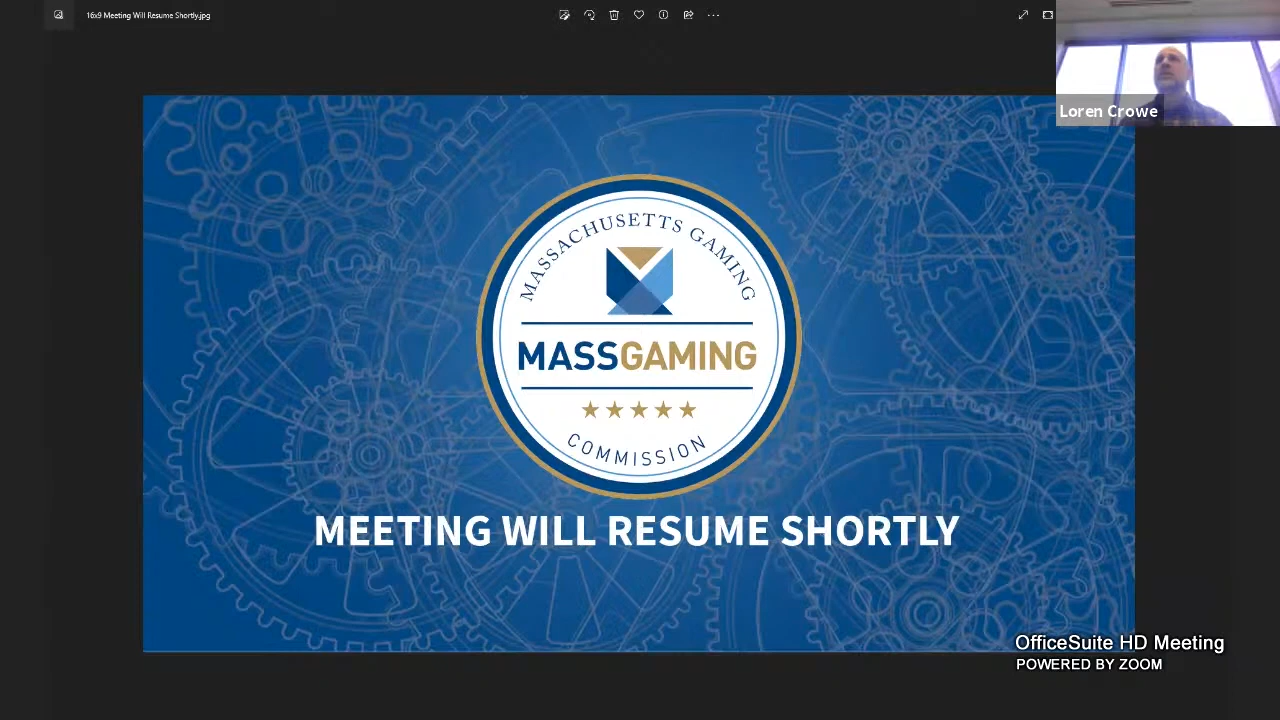 16x9 Meeting Will Resume Shortly.jpg
Loren Crowe
MASSACHUSETTS GAMING
MASSGAMING
COMMISSION
MEETING WILL RESUME SHORTLY
OfficeSuite HD Meeting
POWERED BY ZOOM